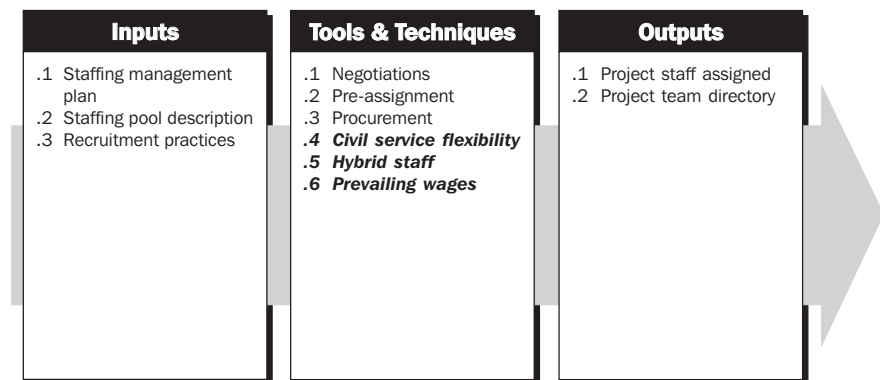 Inputs
.1 Staffing management
plan
.2 Staffing pool description
.3 Recruitment practices
Tools & Techniques
.1 Negotiations
.2 Pre-assignment
.3 Procurement
.4 Civil service flexibility
.5 Hybrid staff
.6 Prevailing wages
Outputs
.1 Project staff assigned
.2 Project team directory